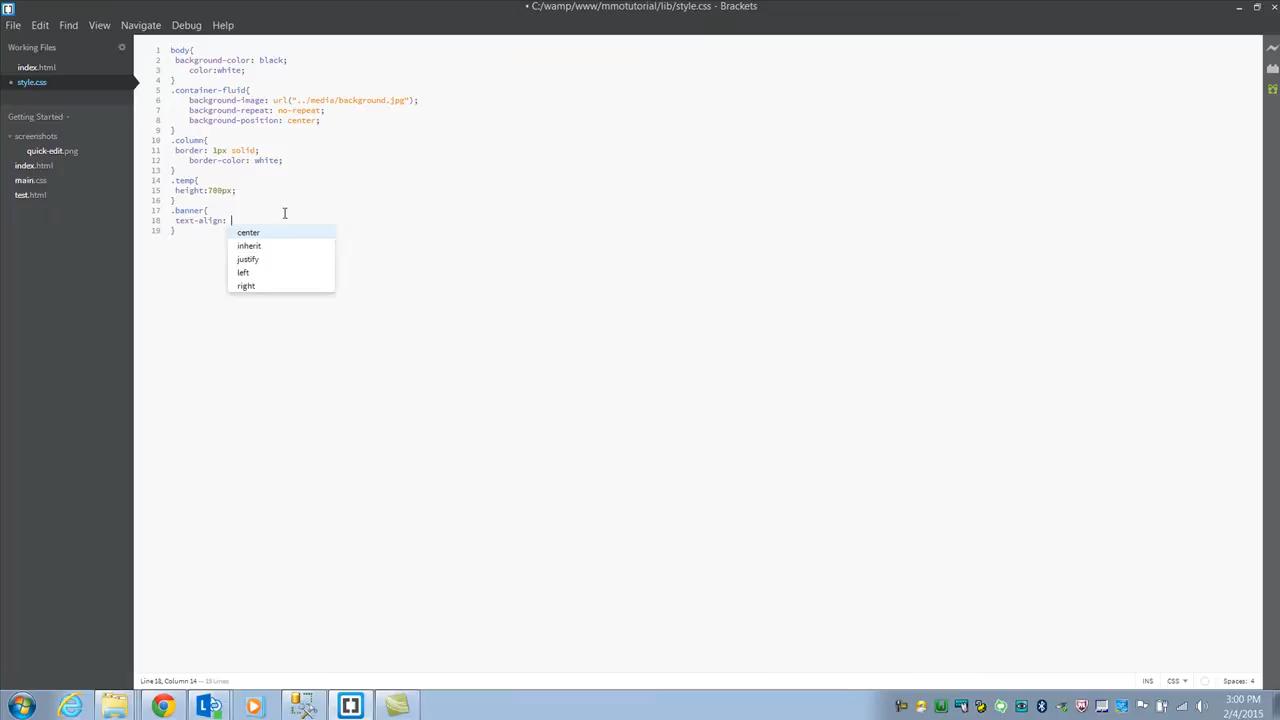 • C:/wamp/www/mmotutorial/lib/style.css - Brackets
File Edit Find View Navigate Debug Help
Working Files
index.html
• style.css
Getting Started
screenshots
quick-edit.png
index.html
main.css
test.html
1 body{
2 background-color: black;
3 color:white;
4 }
5 .container-fluid{
6 background-image: url("../media/background.jpg");
7 background-repeat: no-repeat;
8 background-position: center;
9 }
10 .column{
11 border: 1px solid;
12 border-color: white;
13 }
14 .temp{
15 height:700px;
16 }
17 .banner{
18 text-align:
19 }
center
inherit
justify
left
right
Line 18, Column 14 — 19 Lines
INS CSS Spaces: 4
3:00 PM
2/4/2015